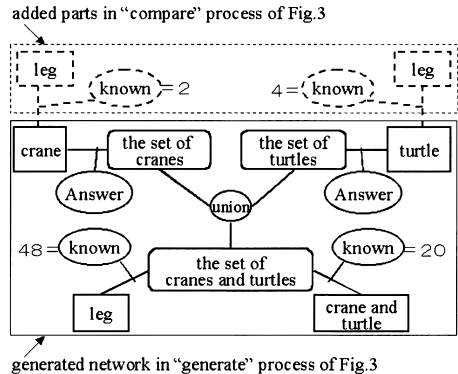 added parts in "compare" process of Fig.3
leg
leg
known = 2
4 = known
crane
the set of
cranes
the set of
turtles
turtle
Answer
Answer
union
48 = known
known = 20
the set of
cranes and turtles
leg
crane and
turtle
generated network in "generate" process of Fig.3